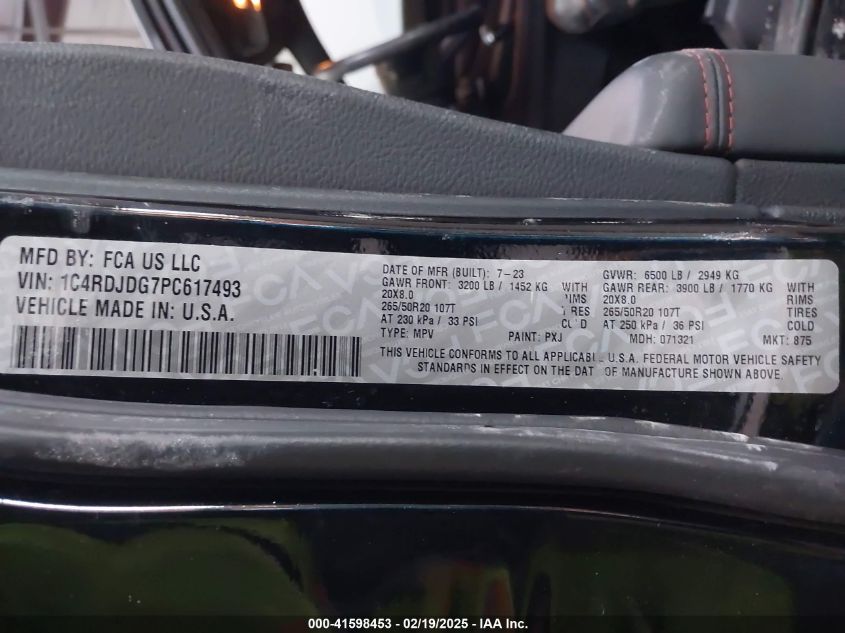 MFD BY: FCA US LLC
VIN: 1C4RDJDG7PC617493
VEHICLE MADE IN: U.S.A.
DATE OF MFR (BUILT): 7-23
GAWR FRONT: 3200 LB / 1452 KG WITH
20X8.0 RIMS
265/50R20 107T TIRES
AT 230 kPa / 33 PSI COLD
TYPE: MPV PAINT: PXJ
GVWR: 6500 LB / 2949 KG
GAWR REAR: 3900 LB / 1770 KG WITH
20X8.0 RIMS
265/50R20 107T TIRES
AT 250 kPa / 36 PSI COLD
MDH: 071321 MKT: 875
THIS VEHICLE CONFORMS TO ALL APPLICABLE U.S.A. FEDERAL MOTOR VEHICLE SAFETY
STANDARDS IN EFFECT ON THE DATE OF MANUFACTURE SHOWN ABOVE.
000-41598453 - 02/19/2025 - IAA Inc.